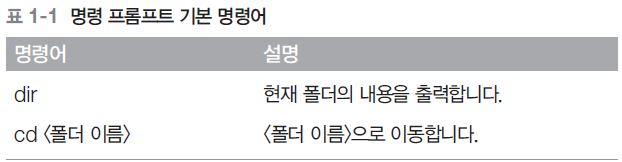 표 1-1 명령 프롬프트 기본 명령어
명령어 설명
dir 현재 폴더의 내용을 출력합니다.
cd 〈폴더 이름〉 〈폴더 이름〉으로 이동합니다.